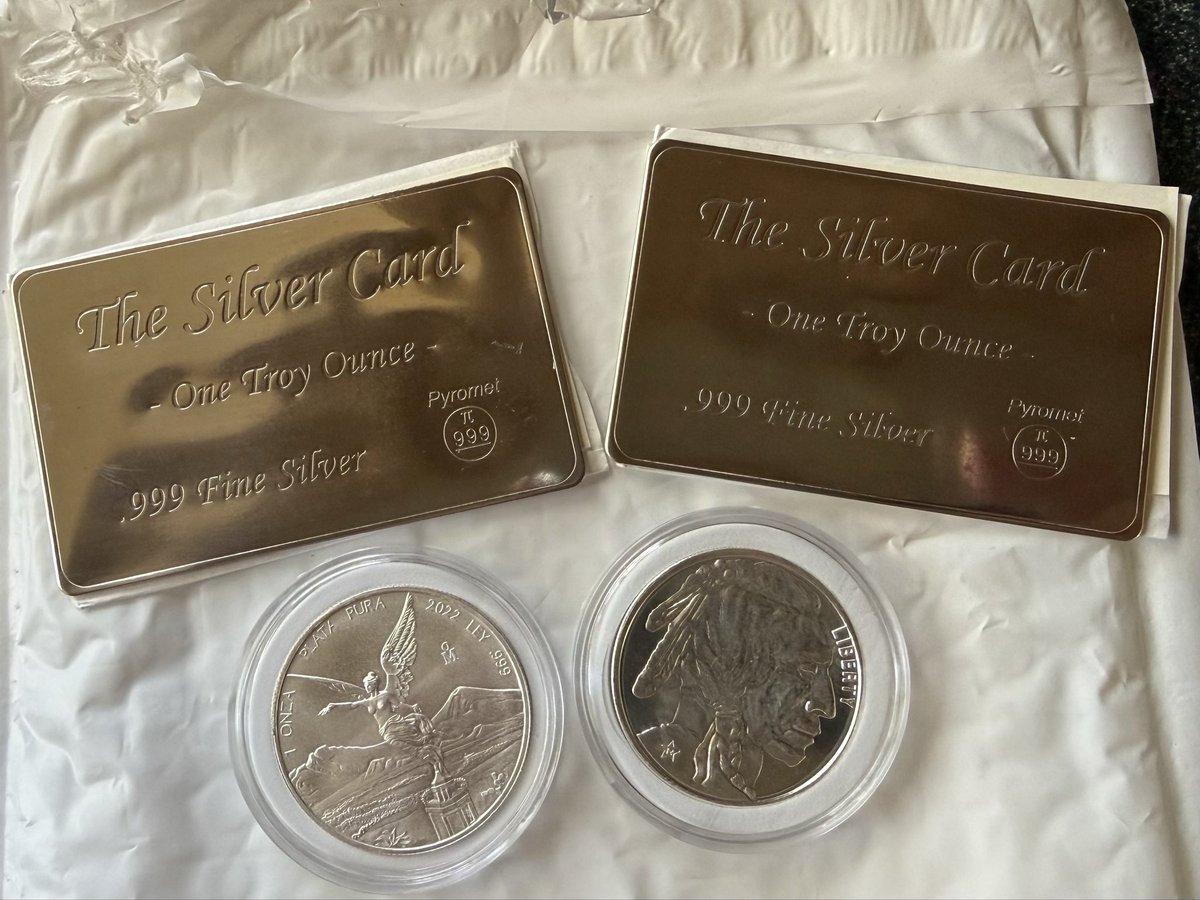 The Silver Card
- One Troy Ounce -
.999 Fine Silver
Pyromet
π
999
The Silver Card
- One Troy Ounce -
.999 Fine Silver
Pyromet
π
999
1 ONZA PLATA PURA 2022 LEY .999
Mo
LIBERTY